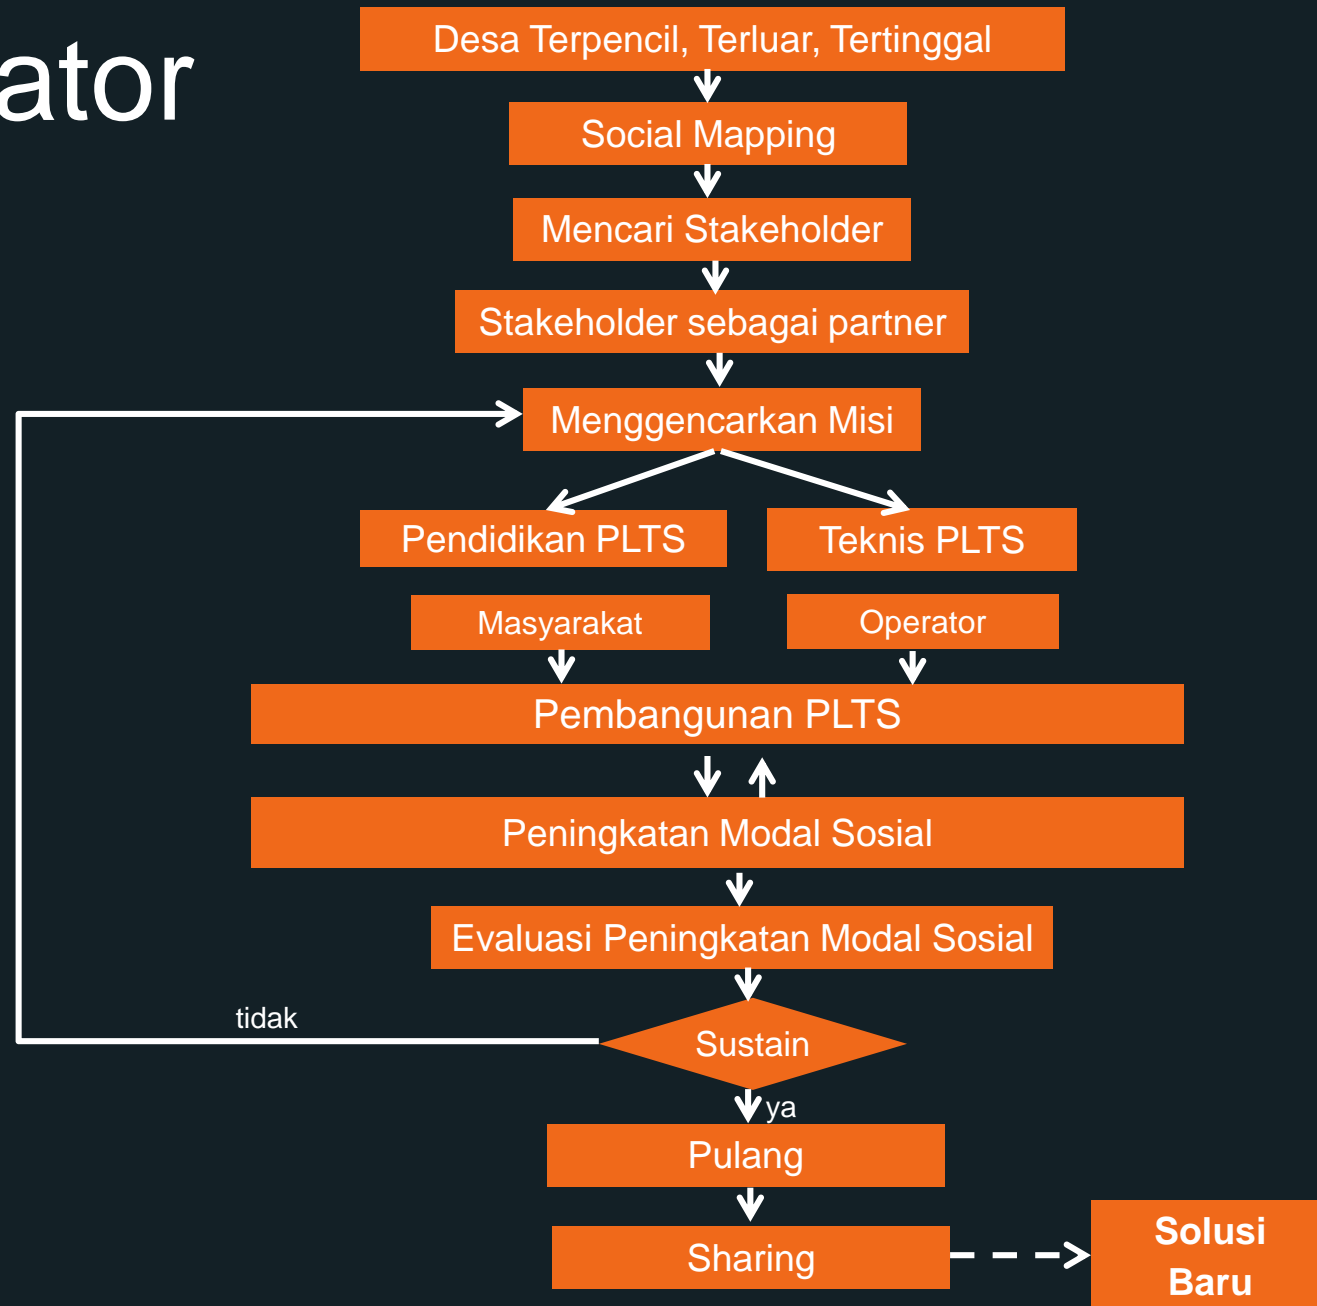 ator
Desa Terpencil, Terluar, Tertinggal
Social Mapping
Mencari Stakeholder
Stakeholder sebagai partner
Menggencarkan Misi
Pendidikan PLTS
Teknis PLTS
Masyarakat
Operator
Pembangunan PLTS
Peningkatan Modal Sosial
Evaluasi Peningkatan Modal Sosial
tidak
Sustain
ya
Pulang
Sharing
Solusi
Baru